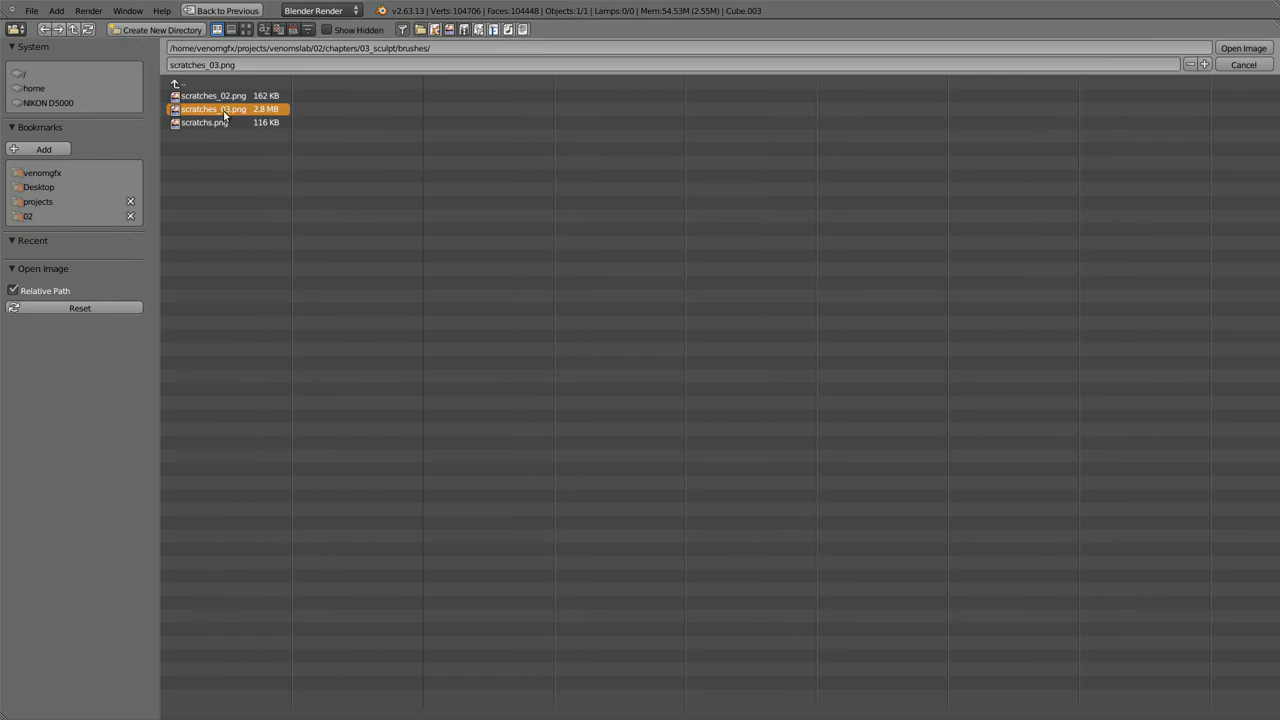 File Add Render Window Help Back to Previous Blender Render v2.63.13 | Verts:104706 | Faces:104448 | Objects:1/1 | Lamps:0/0 | Mem:54.53M (2.55M) | Cube.003
Create New Directory Show Hidden
System
/home/venomgfx/projects/venomslab/02/chapters/03_sculpt/brushes/ Open Image
scratches_03.png Cancel
/
home
NIKON D5000
..
scratches_02.png 162 KB
scratches_03.png 2.8 MB
scratchs.png 116 KB
Bookmarks
Add
venomgfx
Desktop
projects
02
Recent
Open Image
Relative Path
Reset